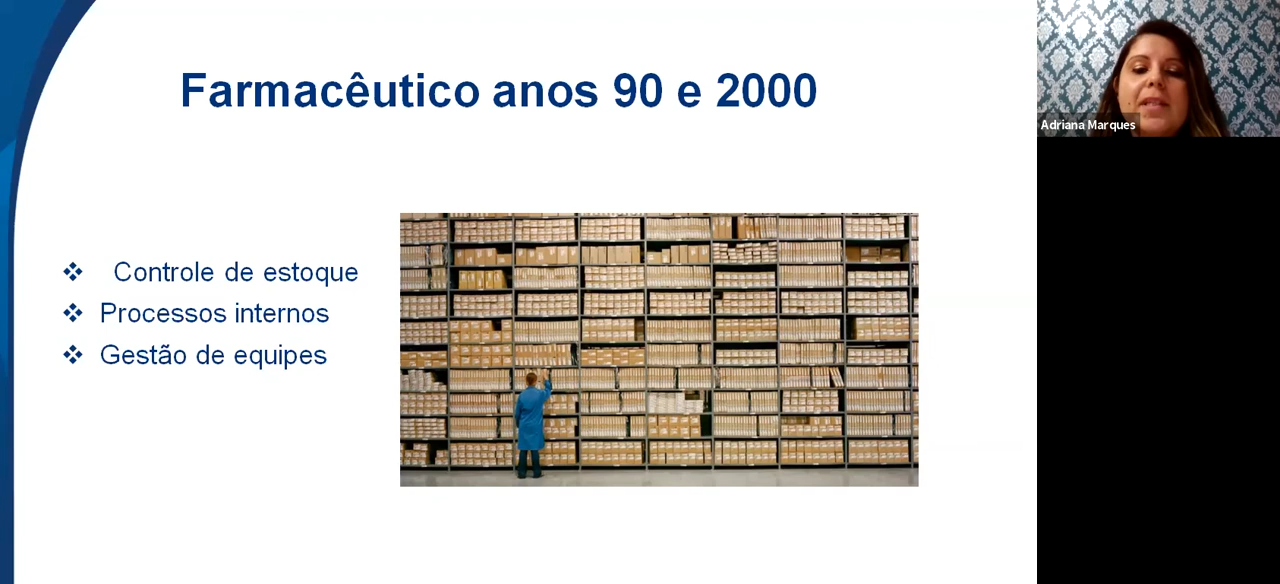 Farmacêutico anos 90 e 2000
Adriana Marques
Controle de estoque
Processos internos
Gestão de equipes